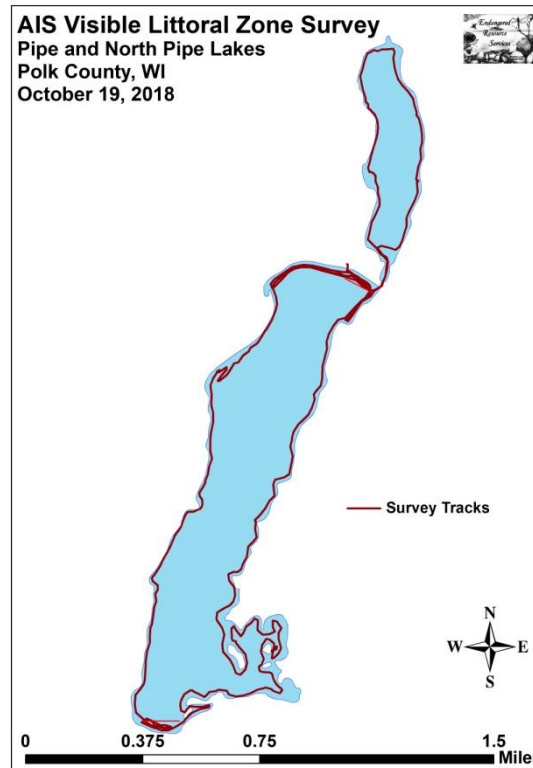 AIS Visible Littoral Zone Survey
Pipe and North Pipe Lakes
Polk County, WI
October 19, 2018
Endangered
Resource
Services
Survey Tracks
N
W E
S
0 0.375 0.75 1.5
Miles